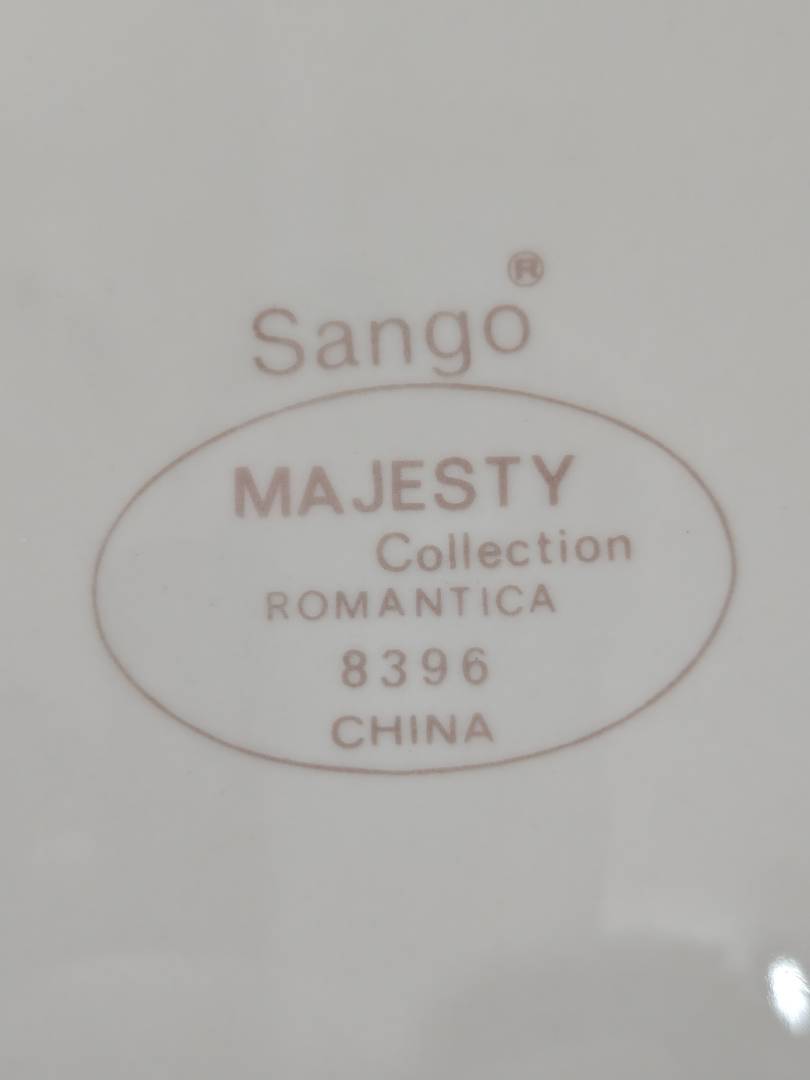 Sango®
MAJESTY
Collection
ROMANTICA
8396
CHINA